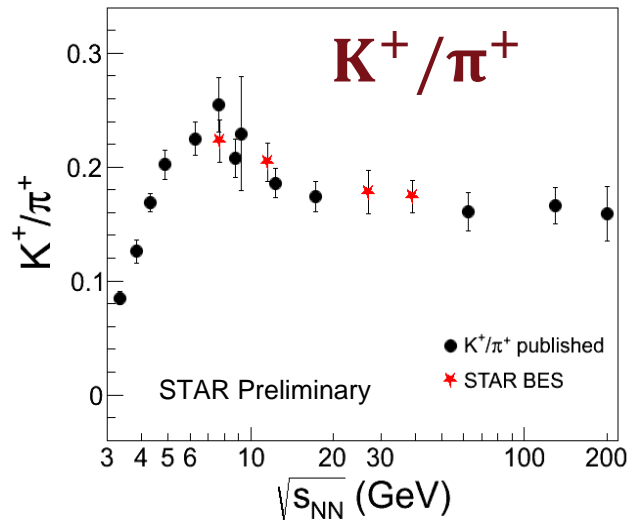 K⁺/π⁺
0.3
0.2
0.1
0
K⁺/π⁺
K⁺/π⁺ published
STAR BES
STAR Preliminary
3 4 5 6 10 20 30 100 200
√s_NN (GeV)